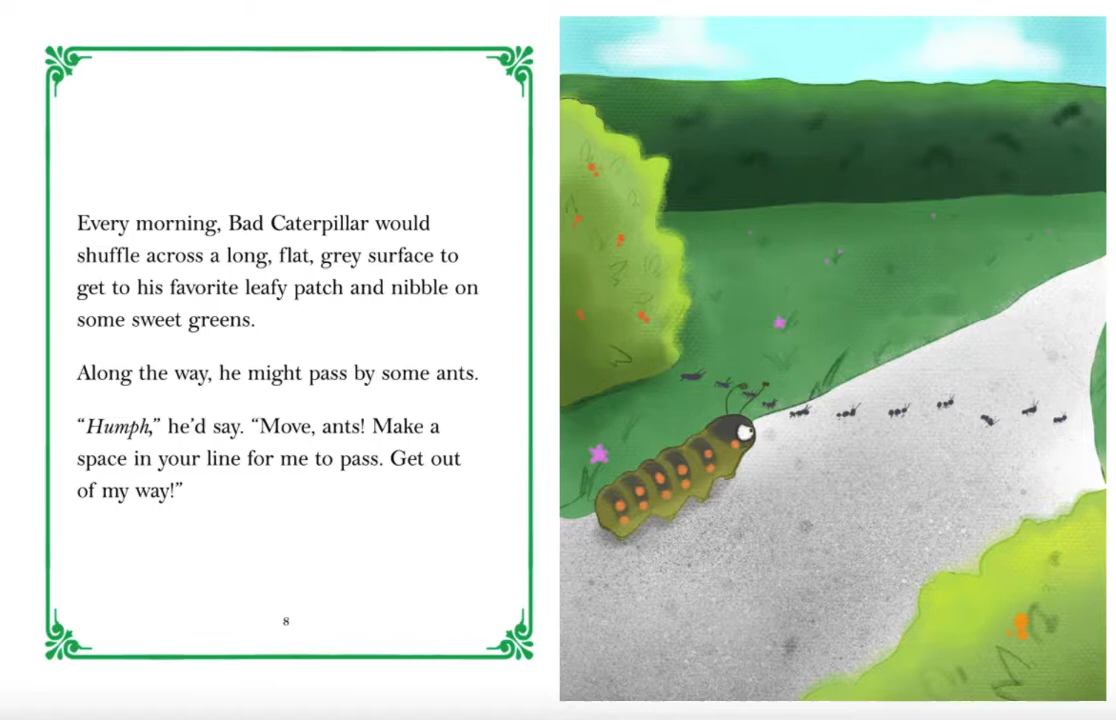 Every morning, Bad Caterpillar would
shuffle across a long, flat, grey surface to
get to his favorite leafy patch and nibble on
some sweet greens.
Along the way, he might pass by some ants.
“Humph,” he’d say. “Move, ants! Make a
space in your line for me to pass. Get out
of my way!”
8